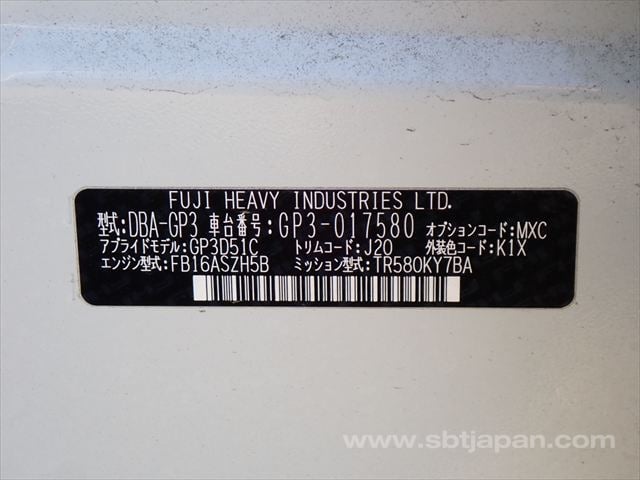 FUJI HEAVY INDUSTRIES LTD.
型式:DBA-GP3 車台番号:GP3-017580 オプションコード:MXC
アプライドモデル:GP3D51C トリムコード:J20 外装色コード:K1X
エンジン型式:FB16ASZH5B ミッション型式:TR580KY7BA
www.sbtjapan.com